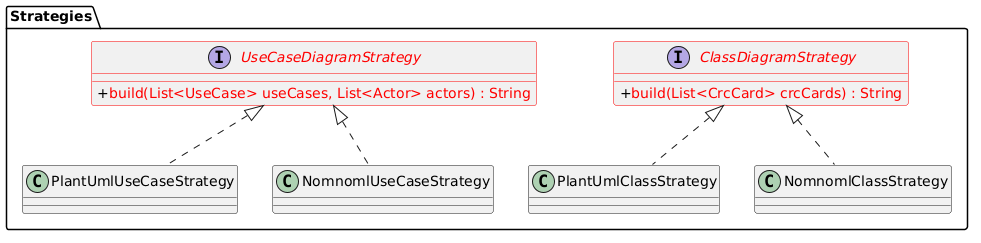 Strategies
I UseCaseDiagramStrategy
I ClassDiagramStrategy
+build(List<UseCase> useCases, List<Actor> actors) : String
+build(List<CrcCard> crcCards) : String
C PlantUmlUseCaseStrategy
C NomnomlUseCaseStrategy
C PlantUmlClassStrategy
C NomnomlClassStrategy